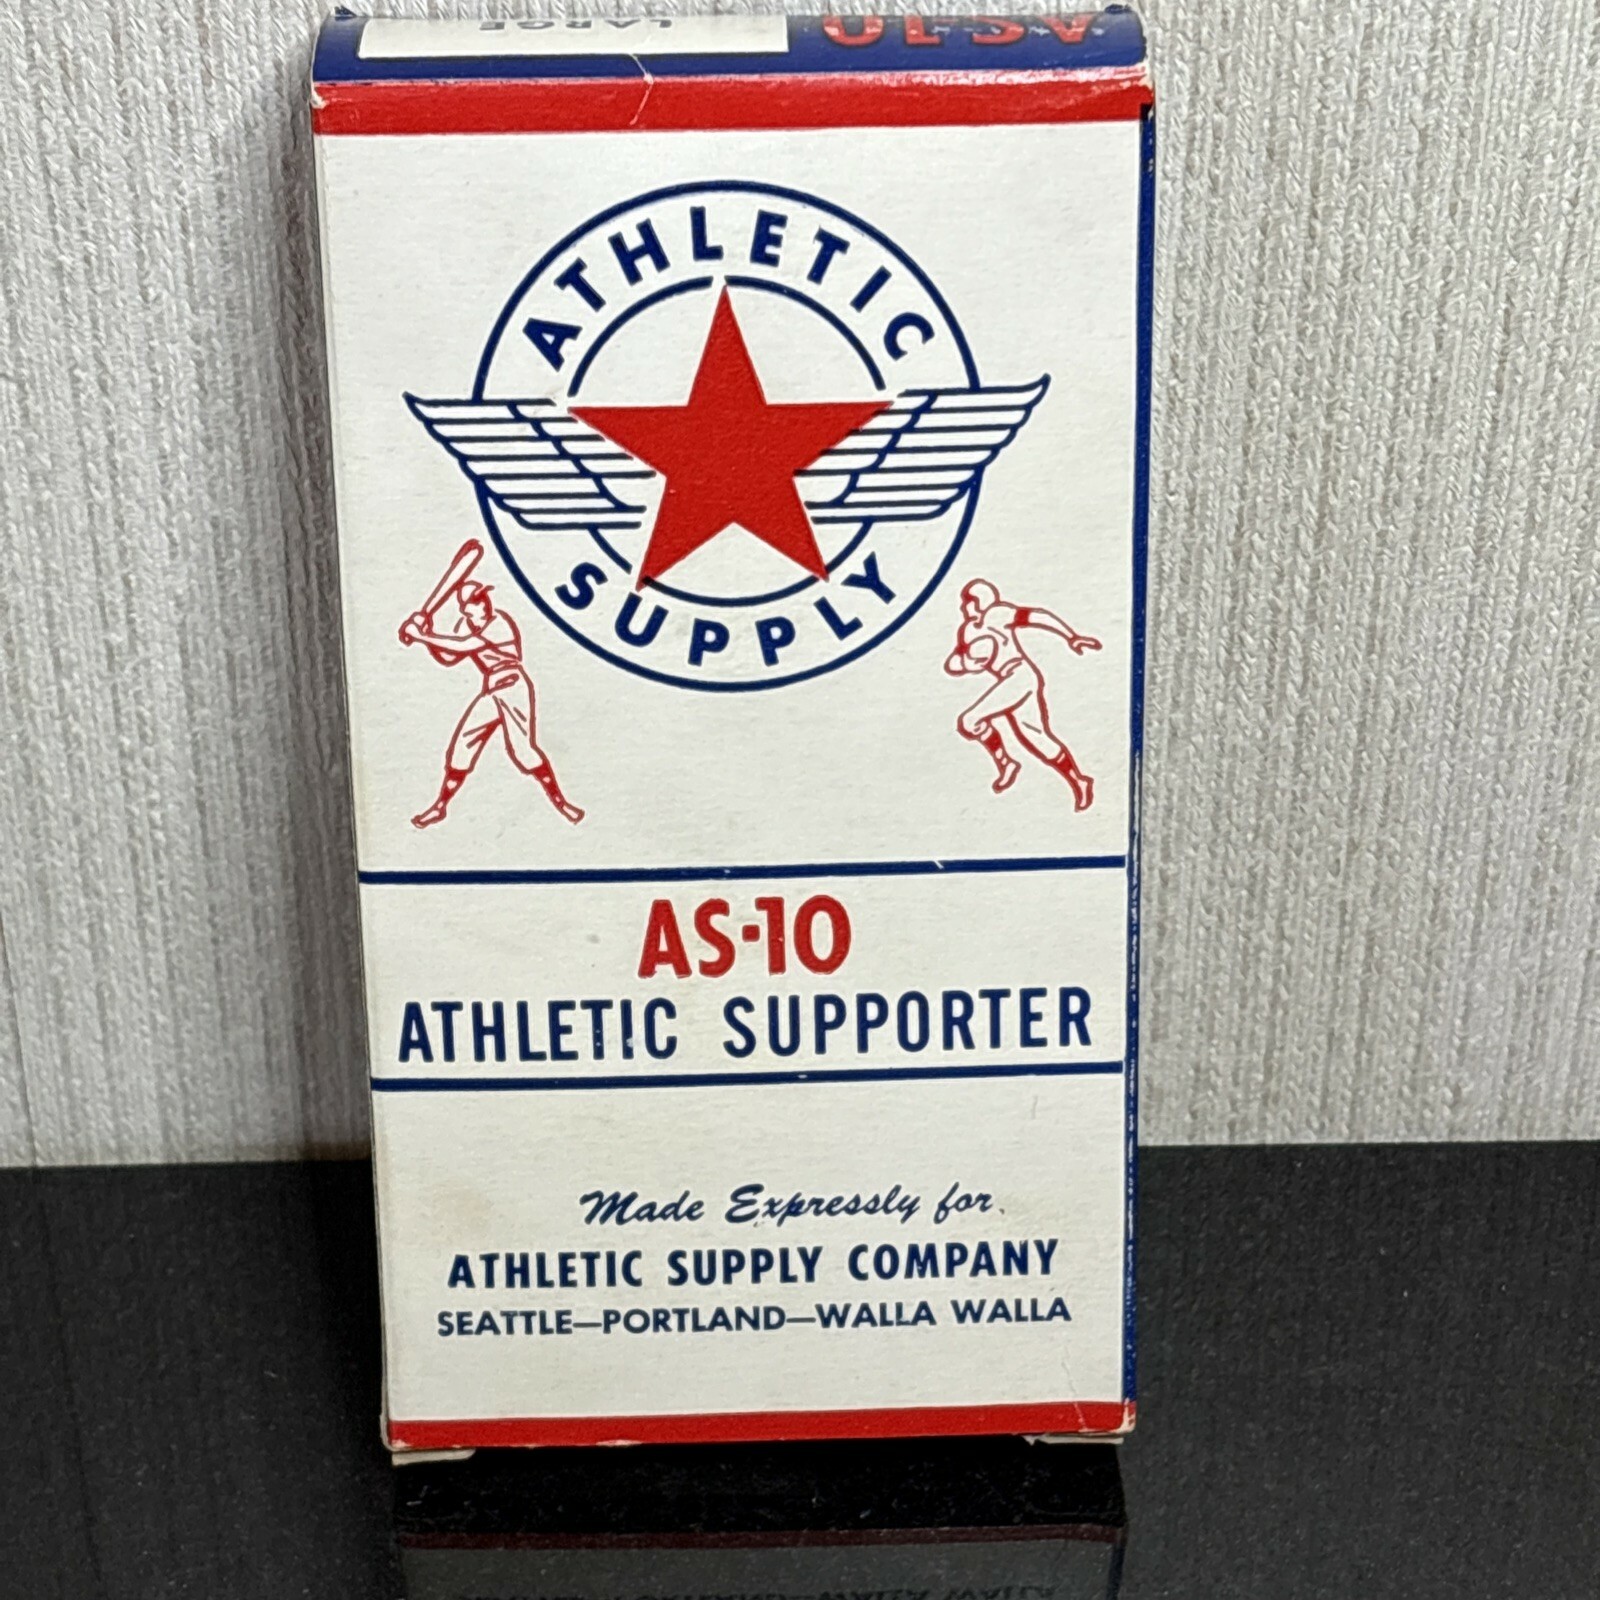 LARGE AS-10
ATHLETIC
SUPPLY
AS-10
ATHLETIC SUPPORTER
Made Expressly for
ATHLETIC SUPPLY COMPANY
SEATTLE—PORTLAND—WALLA WALLA